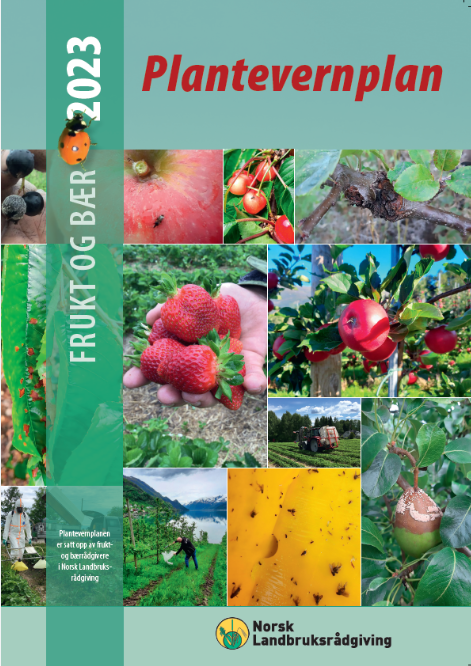 Plantevernplan
FRUKT OG BÆR 2023
Plantevernplanen
er satt opp av frukt-
og bærrådgivere
i Norsk Landbruks-
rådgiving
Norsk
Landbruksrådgiving